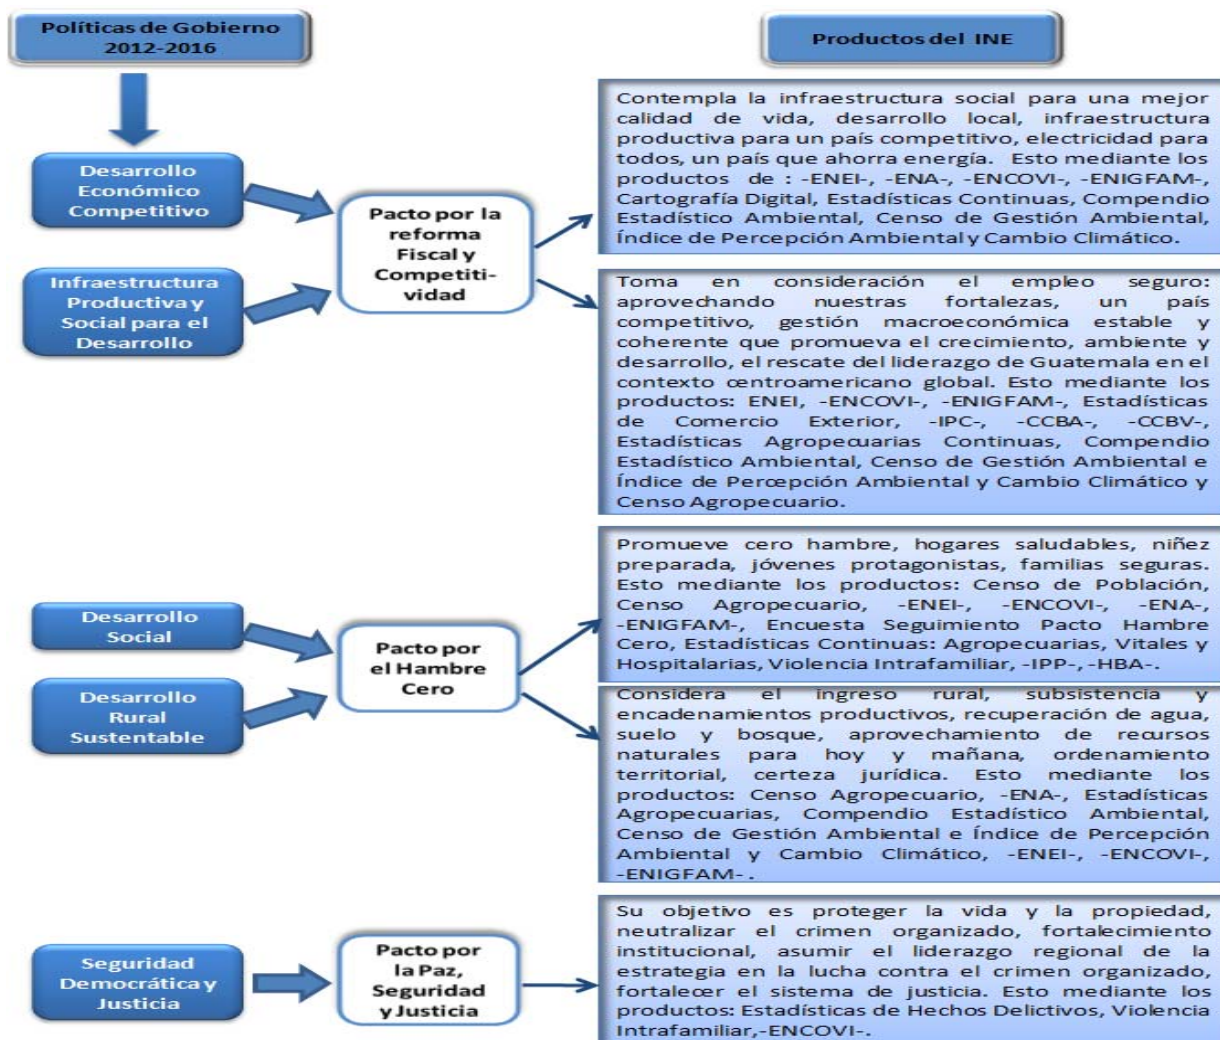 Políticas de Gobierno
2012-2016
Productos del INE
Desarrollo
Económico
Competitivo
Infraestructura
Productiva y
Social para el
Desarrollo
Pacto por la
reforma
Fiscal y
Competiti-
vidad
Contempla la infraestructura social para una mejor
calidad de vida, desarrollo local, infraestructura
productiva para un país competitivo, electricidad para
todos, un país que ahorra energía. Esto mediante los
productos de : -ENEI-, -ENA-, -ENCOVI-, -ENIGFAM-,
Cartografía Digital, Estadísticas Continuas, Compendio
Estadístico Ambiental, Censo de Gestión Ambiental,
Índice de Percepción Ambiental y Cambio Climático.
Toma en consideración el empleo seguro:
aprovechando nuestras fortalezas, un país
competitivo, gestión macroeconómica estable y
coherente que promueva el crecimiento, ambiente y
desarrollo, el rescate del liderazgo de Guatemala en el
contexto centroamericano global. Esto mediante los
productos: ENEI, -ENCOVI-, -ENIGFAM-, Estadísticas
de Comercio Exterior, -IPC-, -CCBA-, -CCBV-,
Estadísticas Agropecuarias Continuas, Compendio
Estadístico Ambiental, Censo de Gestión Ambiental e
Índice de Percepción Ambiental y Cambio Climático y
Censo Agropecuario.
Desarrollo
Social
Desarrollo
Rural
Sustentable
Pacto por
el Hambre
Cero
Promueve cero hambre, hogares saludables, niñez
preparada, jóvenes protagonistas, familias seguras.
Esto mediante los productos: Censo de Población,
Censo Agropecuario, -ENEI-, -ENCOVI-, -ENA-,
-ENIGFAM-, Encuesta Seguimiento Pacto Hambre
Cero, Estadísticas Continuas: Agropecuarias, Vitales y
Hospitalarias, Violencia Intrafamiliar, -IPP-, -HBA-.
Considera el ingreso rural, subsistencia y
encadenamientos productivos, recuperación de agua,
suelo y bosque, aprovechamiento de recursos
naturales para hoy y mañana, ordenamiento
territorial, certeza jurídica. Esto mediante los
productos: Censo Agropecuario, -ENA-, Estadísticas
Agropecuarias, Compendio Estadístico Ambiental,
Censo de Gestión Ambiental e Índice de Percepción
Ambiental y Cambio Climático, -ENEI-, -ENCOVI-,
-ENIGFAM- .
Seguridad
Democrática y
Justicia
Pacto por
la Paz,
Seguridad
y Justicia
Su objetivo es proteger la vida y la propiedad,
neutralizar el crimen organizado, fortalecimiento
institucional, asumir el liderazgo regional de la
estrategia en la lucha contra el crimen organizado,
fortalecer el sistema de justicia. Esto mediante los
productos: Estadísticas de Hechos Delictivos, Violencia
Intrafamiliar,-ENCOVI-.